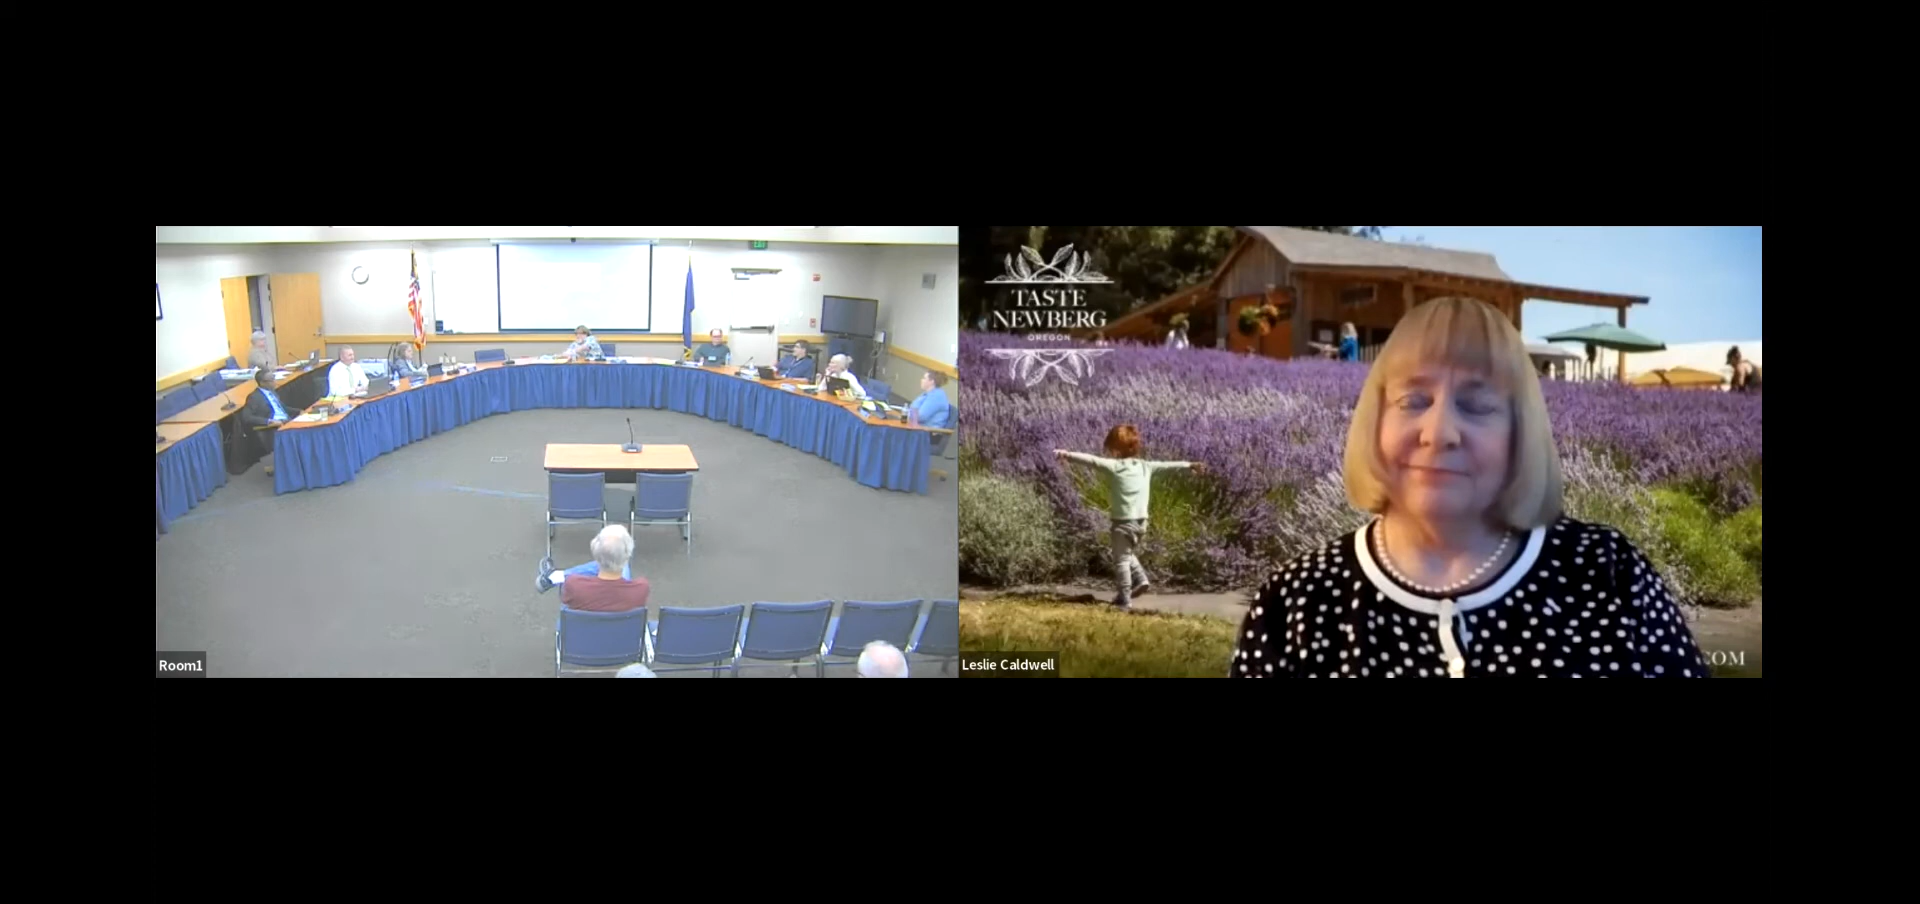 TASTE
NEWBERG
OREGON
Room1
Leslie Caldwell
COM